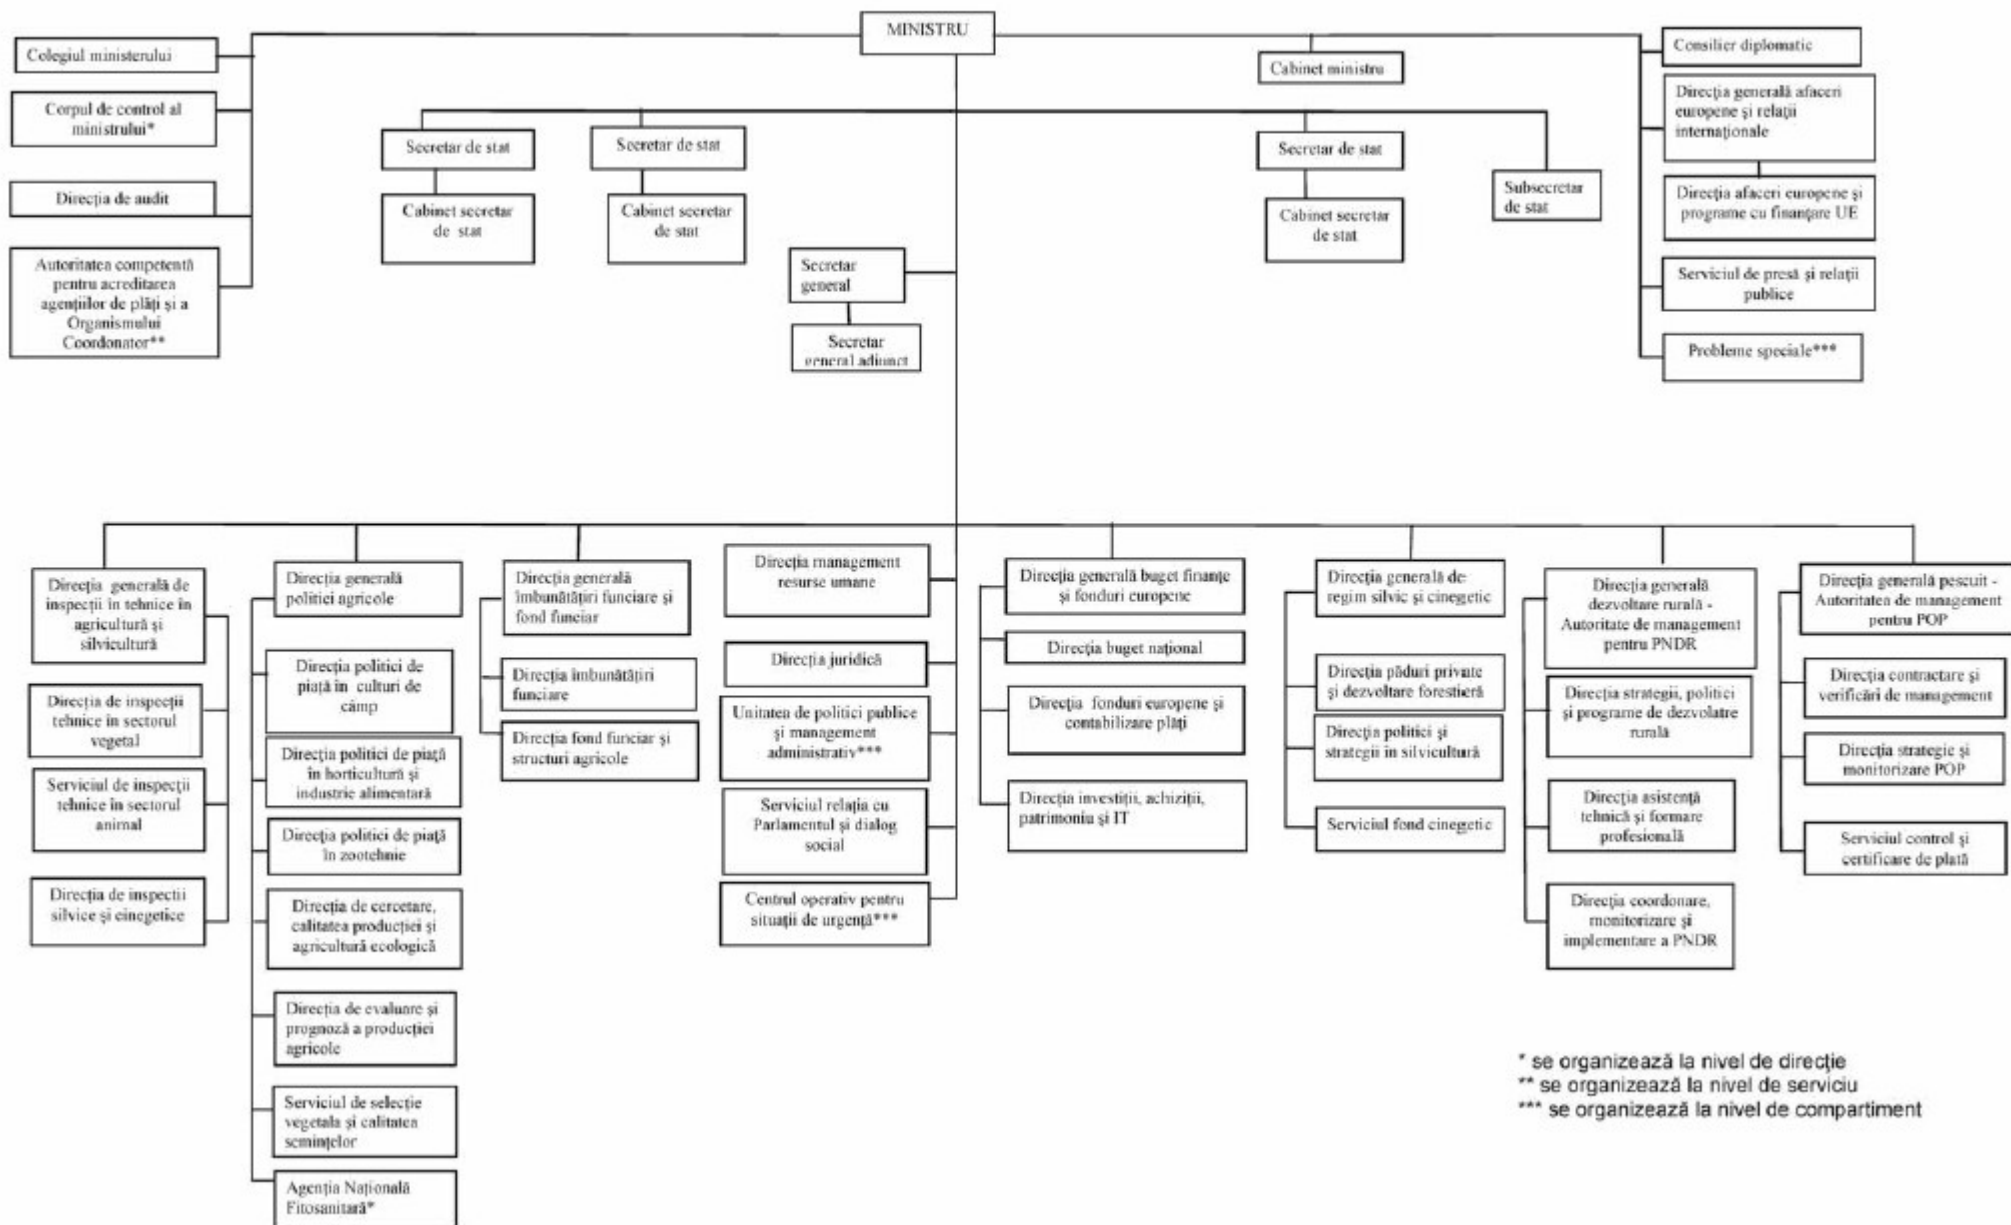 MINISTRU
Colegiul ministerului
Corpul de control al
ministrului*
Direcția de audit
Autoritatea competentă
pentru acreditarea
agențiilor de plăți și a
Organismului
Coordonator**
Cabinet ministru
Secretar de stat
Cabinet secretar
de stat
Secretar de stat
Cabinet secretar
de stat
Secretar de stat
Cabinet secretar
de stat
Subsecretar
de stat
Secretar
general
Secretar
general adjunct
Consilier diplomatic
Direcția generală afaceri
europene și relații
internaționale
Direcția afaceri europene și
programe cu finanțare UE
Serviciul de presă și relații
publice
Probleme speciale***
Direcția generală de
inspecții în tehnice în
agricultură și
silvicultură
Direcția de inspecții
tehnice în sectorul
vegetal
Serviciul de inspecții
tehnice în sectorul
animal
Direcția de inspectii
silvice și cinegetice
Direcția generală
politici agricole
Direcția politici de
piață în culturi de
câmp
Direcția politici de piață
în horticultură și
industrie alimentară
Direcția politici de piață
în zootehnie
Direcția de cercetare,
calitatea producției și
agricultură ecologică
Direcția de evaluare și
prognoză a producției
agricole
Serviciul de selecție
vegetala și calitatea
semințelor
Agenția Națională
Fitosanitară*
Direcția generală
îmbunătățiri funciare și
fond funciar
Direcția îmbunătățiri
funciare
Direcția fond funciar și
structuri agricole
Direcția management
resurse umane
Direcția juridică
Unitatea de politici publice
și management
administrativ***
Serviciul relația cu
Parlamentul și dialog
social
Centrul operativ pentru
situații de urgență***
Direcția generală buget finanțe
și fonduri europene
Direcția buget național
Direcția fonduri europene și
contabilizare plăți
Direcția investiții, achiziții,
patrimoniu și IT
Direcția generală de
regim silvic și cinegetic
Direcția păduri private
și dezvoltare forestieră
Direcția politici și
strategii în silvicultură
Serviciul fond cinegetic
Direcția generală
dezvoltare rurală -
Autoritate de management
pentru PNDR
Direcția strategii, politici
și programe de dezvolatre
rurală
Direcția asistență
tehnică și formare
profesională
Direcția coordonare,
monitorizare și
implementare a PNDR
Direcția generală pescuit -
Autoritatea de management
pentru POP
Direcția contractare și
verificări de management
Direcția strategie și
monitorizare POP
Serviciul control și
certificare de plată
* se organizează la nivel de direcție
** se organizează la nivel de serviciu
*** se organizează la nivel de compartiment